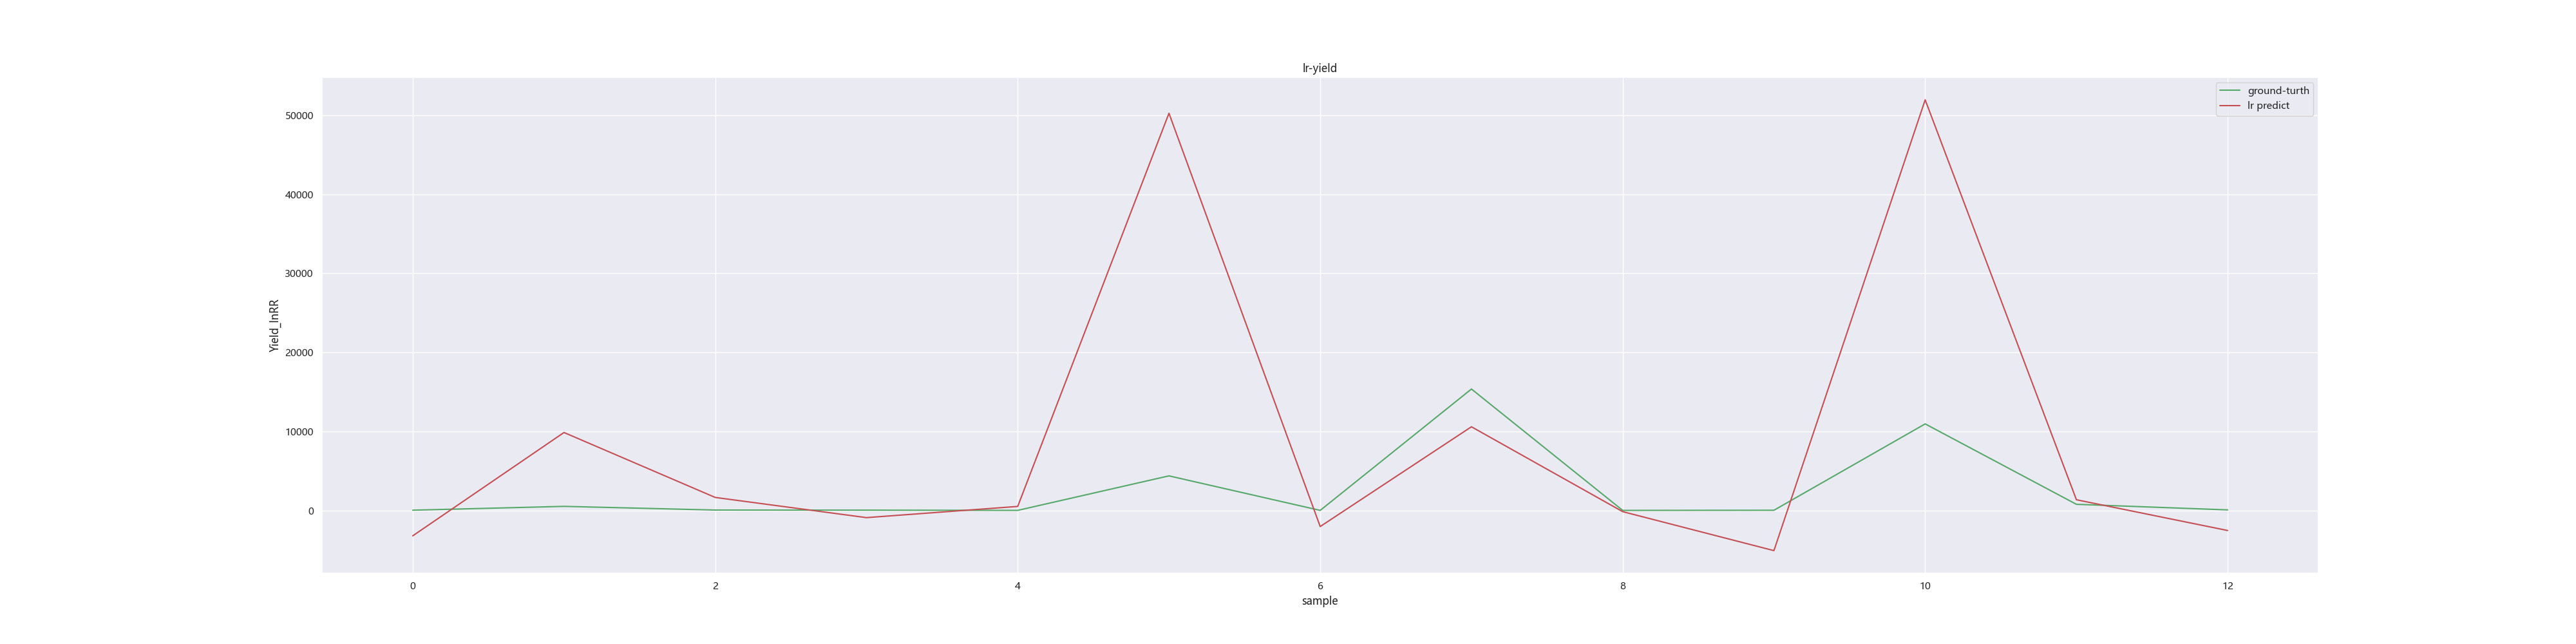 lr-yield
ground-turth
lr predict
50000
40000
30000
20000
10000
0
Yield_lnRR
0 2 4 6 8 10 12
sample